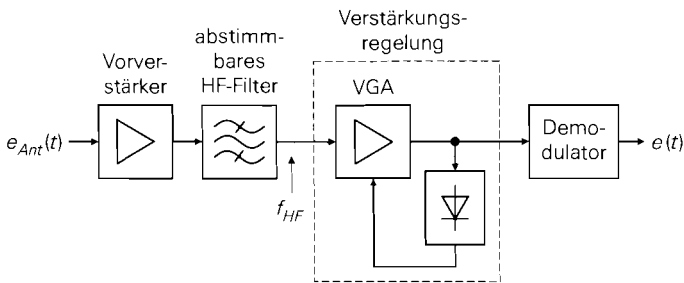 Verstärkungs-
regelung
abstimm-
bares
HF-Filter
Vorver-
stärker
VGA
e_Ant(t)
f_HF
Demo-
dulator
e(t)